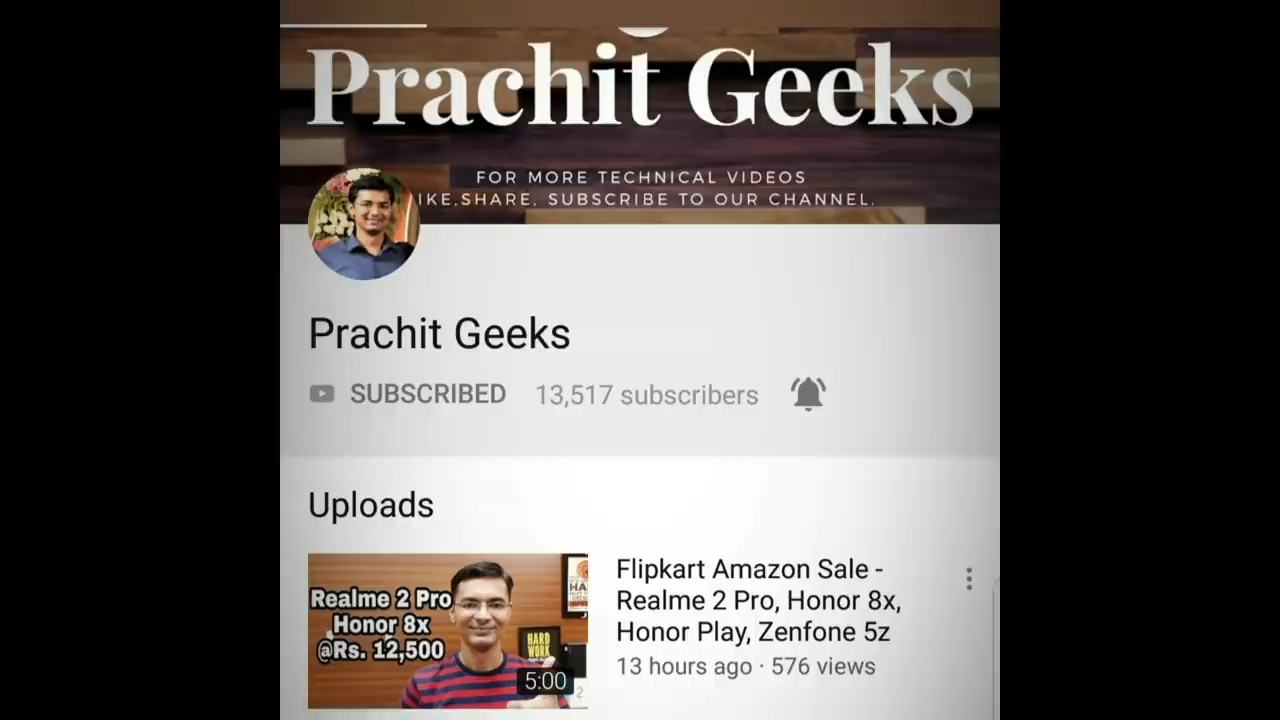 Prachit Geeks
FOR MORE TECHNICAL VIDEOS
IKE,SHARE, SUBSCRIBE TO OUR CHANNEL.
Prachit Geeks
SUBSCRIBED 13,517 subscribers
Uploads
Realme 2 Pro
Honor 8x
@Rs. 12,500
HARD
WORK
5:00
Flipkart Amazon Sale -
Realme 2 Pro, Honor 8x,
Honor Play, Zenfone 5z
13 hours ago · 576 views